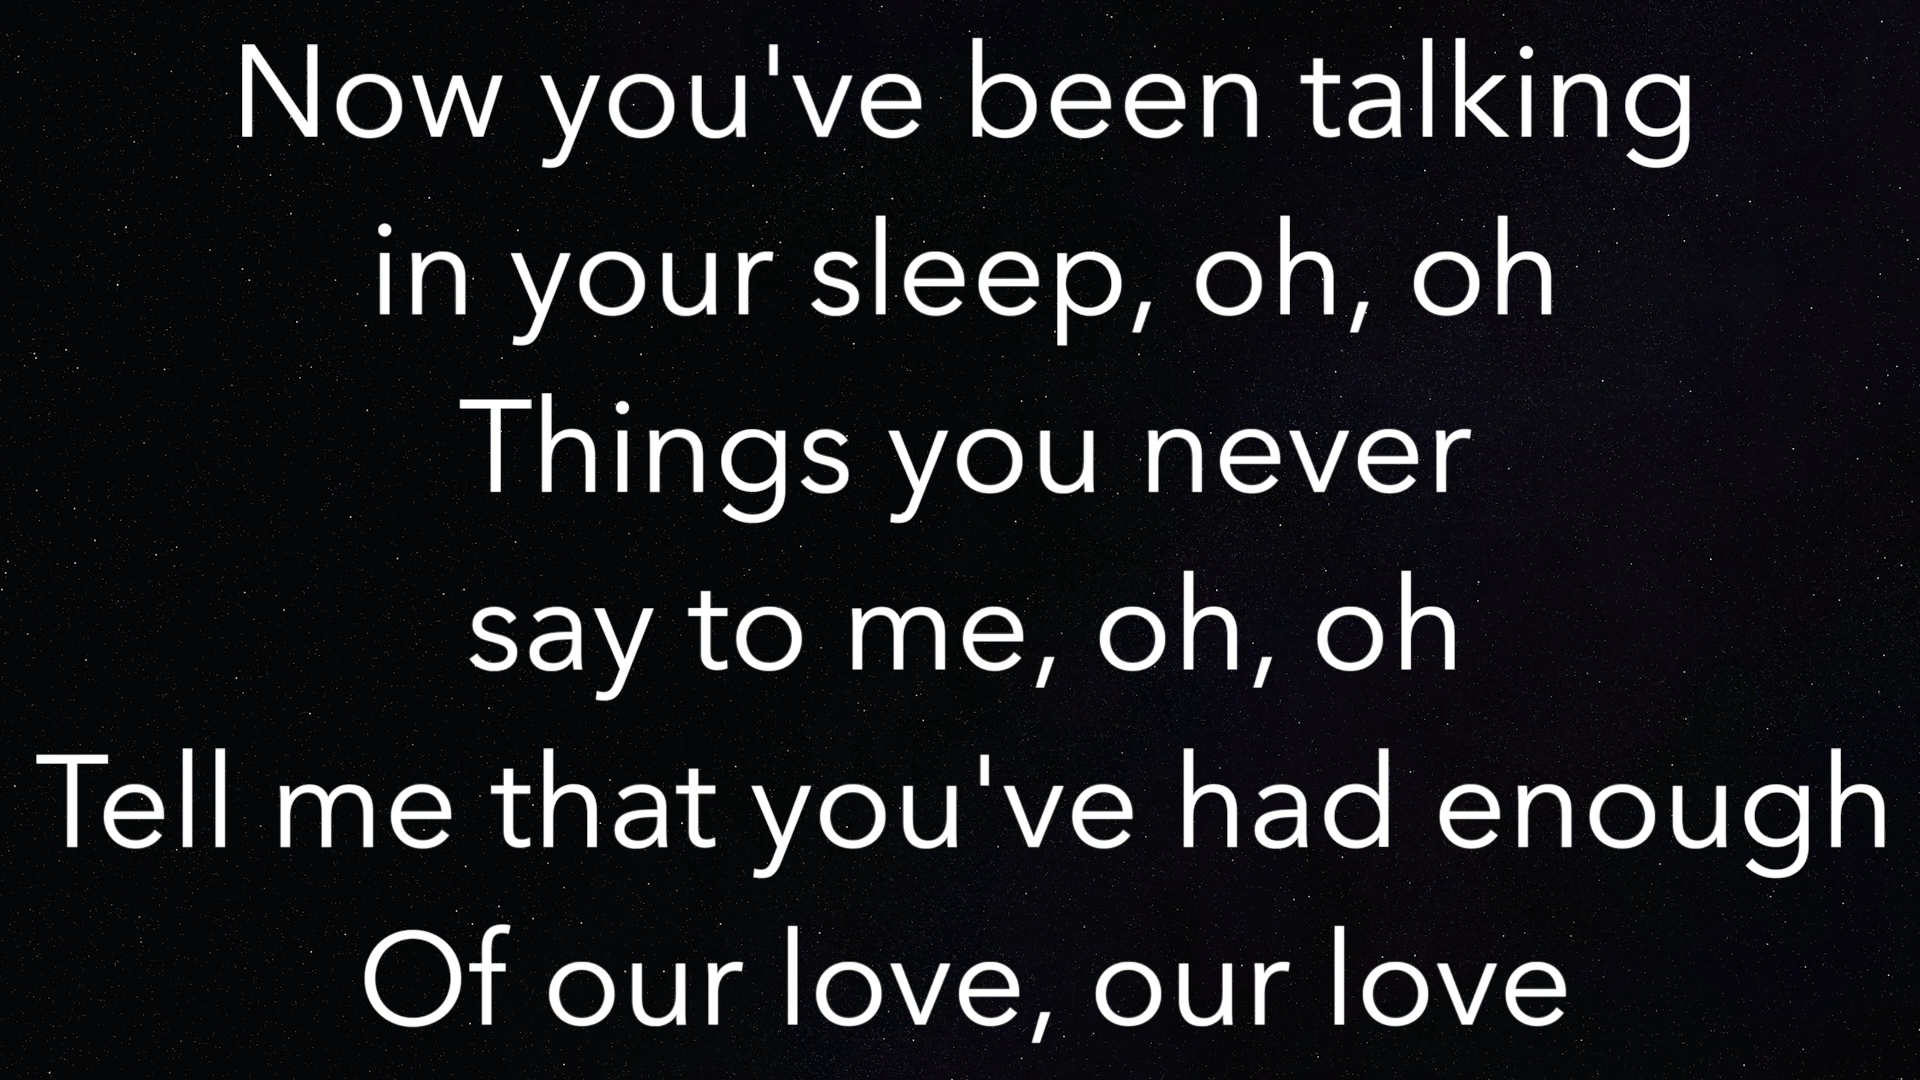 Now you've been talking
in your sleep, oh, oh
Things you never
say to me, oh, oh
Tell me that you've had enough
Of our love, our love